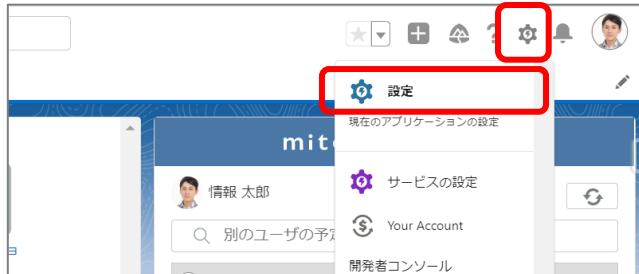 設定
現在のアプリケーションの設定
mit
情報 太郎
サービスの設定
別のユーザの予
Your Account
開発者コンソール